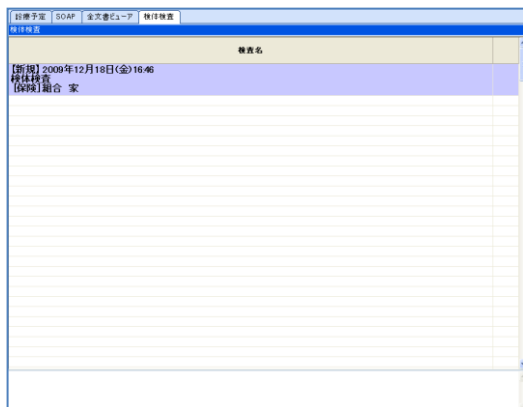 診療予定 SOAP 全文書ビューア 検体検査
検体検査
検査名
【新規】2009年12月18日(金)16:46
検体検査
【保険】組合 家